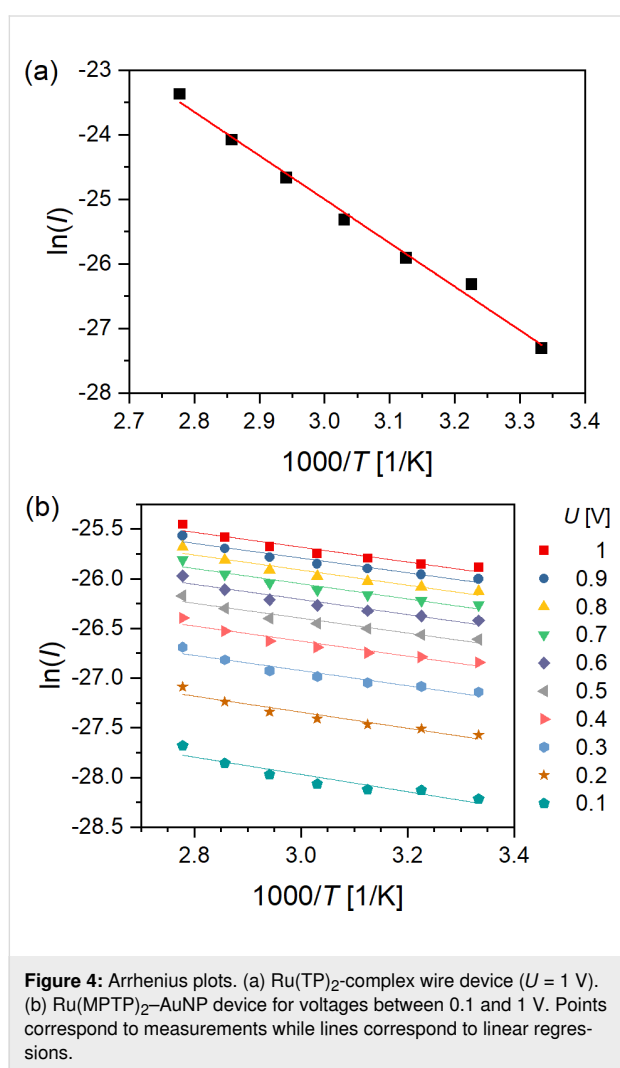 (a)
-23
-24
-25
-26
-27
-28
ln(I)
2.7 2.8 2.9 3.0 3.1 3.2 3.3 3.4
1000/T [1/K]
(b)
U [V]
-25.5
-26.0
-26.5
-27.0
-27.5
-28.0
-28.5
ln(I)
1
0.9
0.8
0.7
0.6
0.5
0.4
0.3
0.2
0.1
2.8 3.0 3.2 3.4
1000/T [1/K]
Figure 4: Arrhenius plots. (a) Ru(TP)₂-complex wire device (U = 1 V).
(b) Ru(MPTP)₂–AuNP device for voltages between 0.1 and 1 V. Points
correspond to measurements while lines correspond to linear regres-
sions.